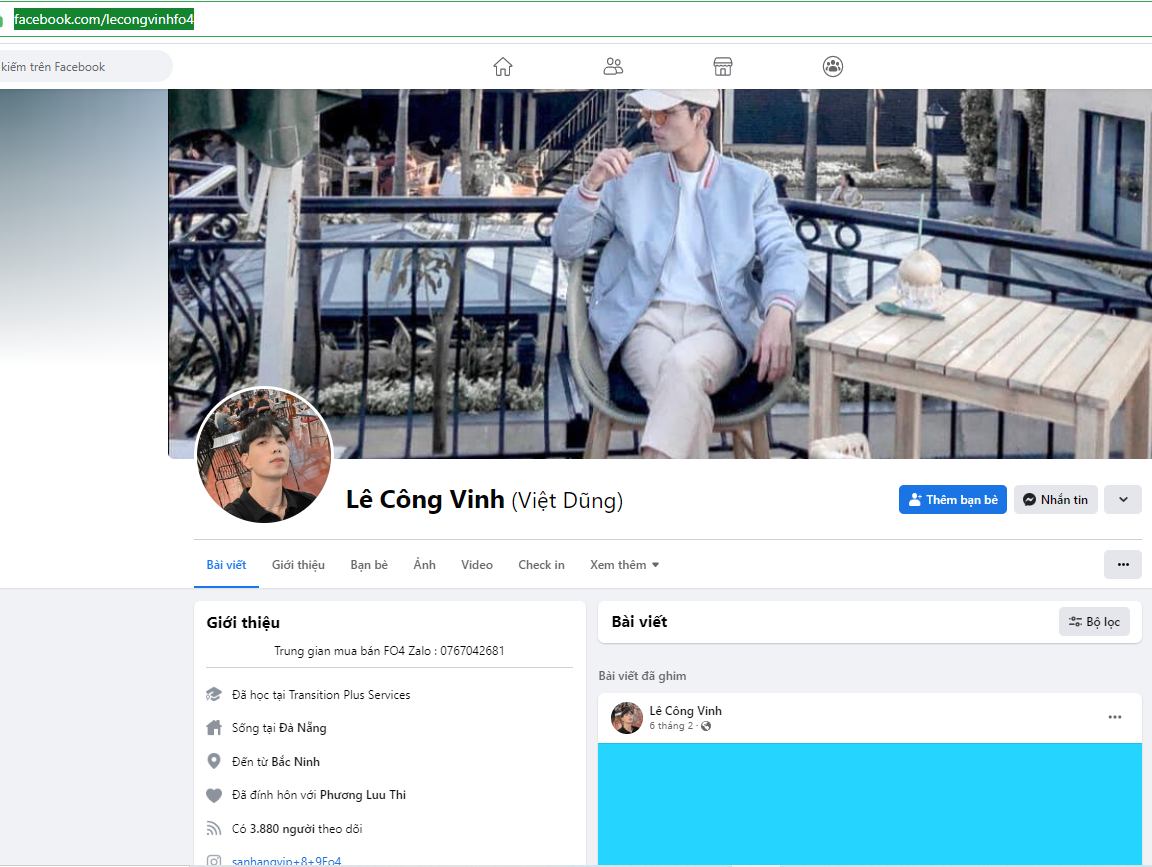 facebook.com/lecongvinhfo4
kiếm trên Facebook
Lê Công Vinh (Việt Dũng)
Thêm bạn bè
Nhắn tin
Bài viết
Giới thiệu
Bạn bè
Ảnh
Video
Check in
Xem thêm
Giới thiệu
Trung gian mua bán FO4 Zalo : 0767042681
Đã học tại Transition Plus Services
Sống tại Đà Nẵng
Đến từ Bắc Ninh
Đã đính hôn với Phương Luu Thi
Có 3.880 người theo dõi
sanhangvip+8+9Fo4
Bài viết
Bộ lọc
Bài viết đã ghim
Lê Công Vinh
6 tháng 2 ·